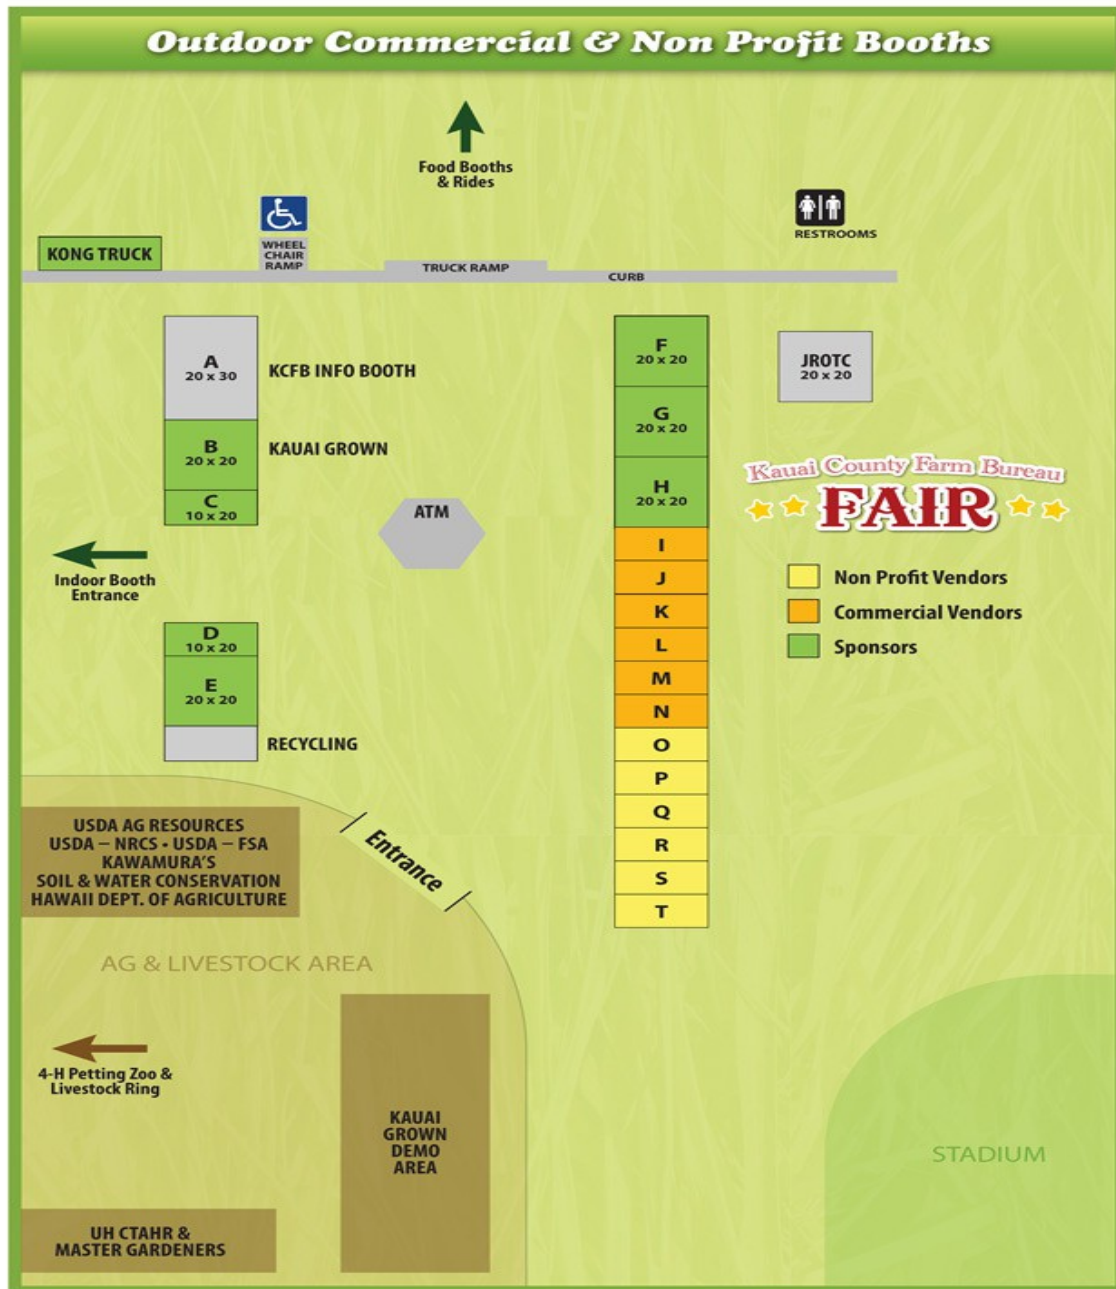 Outdoor Commercial & Non Profit Booths
Food Booths
& Rides
RESTROOMS
KONG TRUCK
WHEEL
CHAIR
RAMP
TRUCK RAMP
CURB
A
20 x 30
KCFB INFO BOOTH
B
20 x 20
KAUAI GROWN
C
10 x 20
ATM
Indoor Booth
Entrance
D
10 x 20
E
20 x 20
RECYCLING
F
20 x 20
G
20 x 20
H
20 x 20
I
J
K
L
M
N
O
P
Q
R
S
T
JROTC
20 x 20
Kauai County Farm Bureau
FAIR
Non Profit Vendors
Commercial Vendors
Sponsors
USDA AG RESOURCES
USDA – NRCS • USDA – FSA
KAWAMURA'S
SOIL & WATER CONSERVATION
HAWAII DEPT. OF AGRICULTURE
Entrance
AG & LIVESTOCK AREA
4-H Petting Zoo &
Livestock Ring
KAUAI
GROWN
DEMO
AREA
UH CTAHR &
MASTER GARDENERS
STADIUM